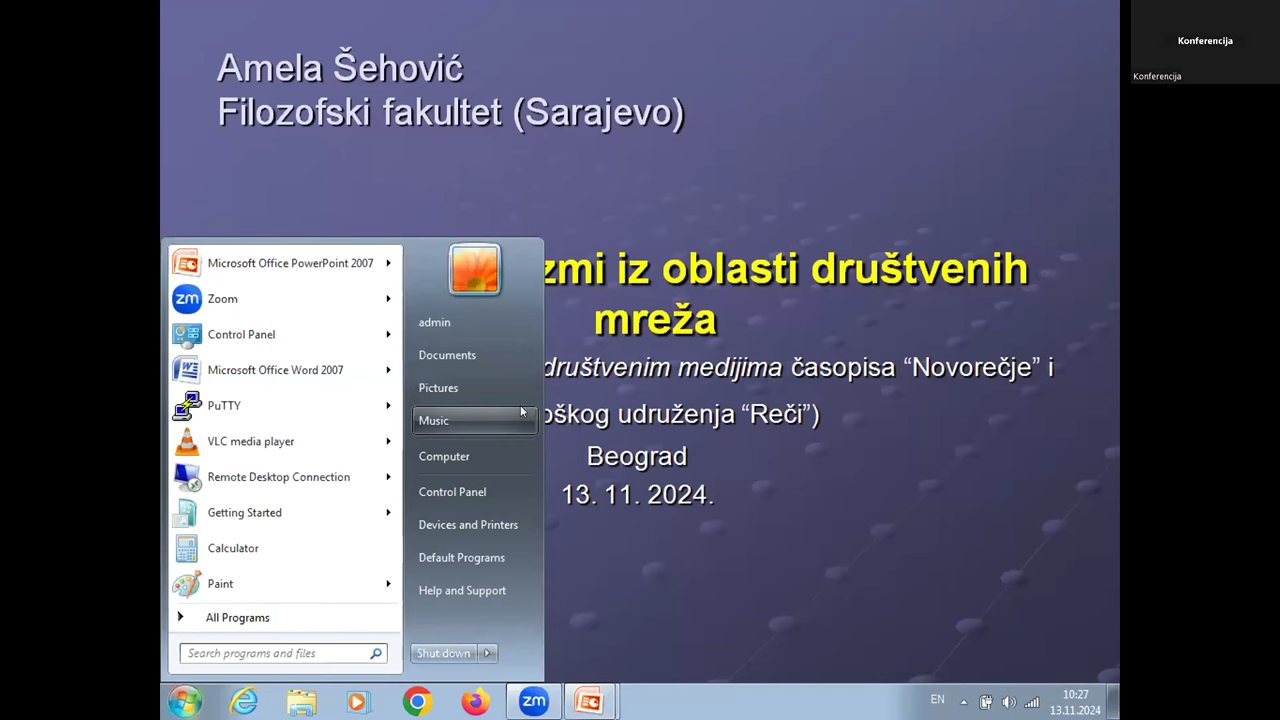 Konferencija
Konferencija
Amela Šehović
Filozofski fakultet (Sarajevo)
zmi iz oblasti društvenih
mreža
društvenim medijima časopisa “Novorečje” i
oškog udruženja “Reči”)
Beograd
13. 11. 2024.
Microsoft Office PowerPoint 2007
Zoom
Control Panel
Microsoft Office Word 2007
PuTTY
VLC media player
Remote Desktop Connection
Getting Started
Calculator
Paint
All Programs
Search programs and files
admin
Documents
Pictures
Music
Computer
Control Panel
Devices and Printers
Default Programs
Help and Support
Shut down
zm
EN
10:27
13.11.2024